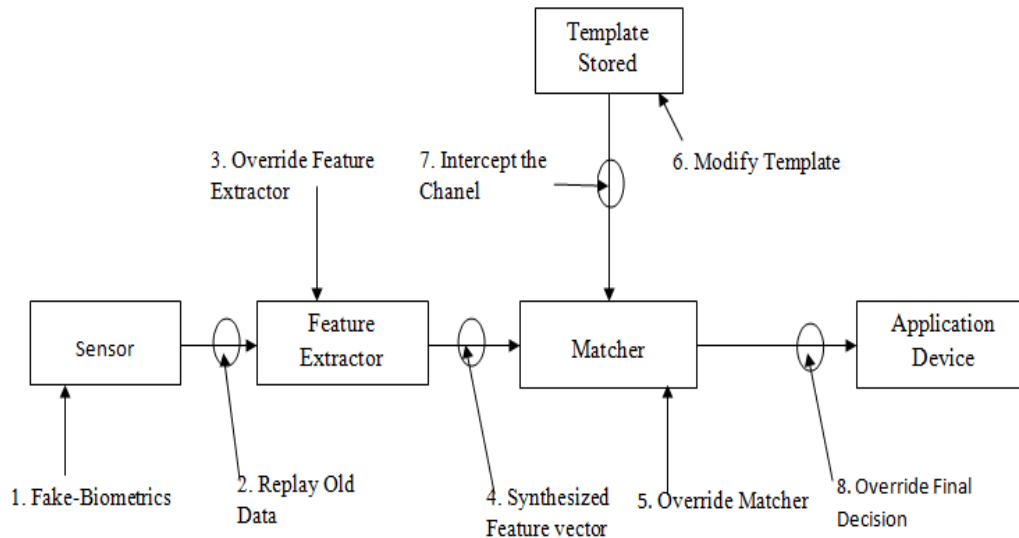 Template
Stored
3. Override Feature
Extractor
7. Intercept the
Chanel
6. Modify Template
Sensor
Feature
Extractor
Matcher
Application
Device
1. Fake-Biometrics
2. Replay Old
Data
4. Synthesized
Feature vector
5. Override Matcher
8. Override Final
Decision